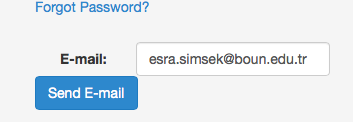 Forgot Password?
E-mail: esra.simsek@boun.edu.tr
Send E-mail